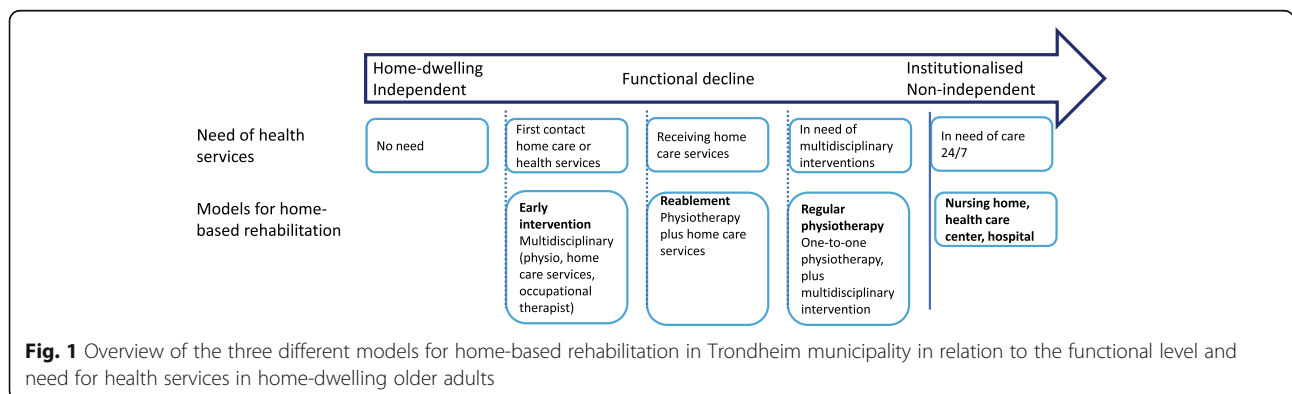 Home-dwelling
Independent
Functional decline
Institutionalised
Non-independent
Need of health
services
No need
First contact
home care or
health services
Receiving home
care services
In need of
multidisciplinary
interventions
In need of care
24/7
Models for home-
based rehabilitation
Early
intervention
Multidisciplinary
(physio, home
care services,
occupational
therapist)
Reablement
Physiotherapy
plus home care
services
Regular
physiotherapy
One-to-one
physiotherapy,
plus
multidisciplinary
intervention
Nursing home,
health care
center, hospital
Fig. 1 Overview of the three different models for home-based rehabilitation in Trondheim municipality in relation to the functional level and
need for health services in home-dwelling older adults